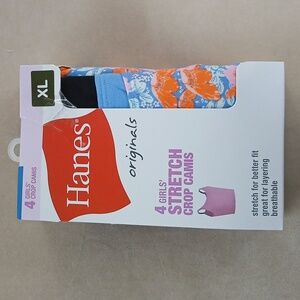 XL
Hanes
originals
4 GIRLS'
STRETCH
CROP CAMIS
stretch for better fit
great for layering
breathable
4 GIRLS'
CROP CAMIS